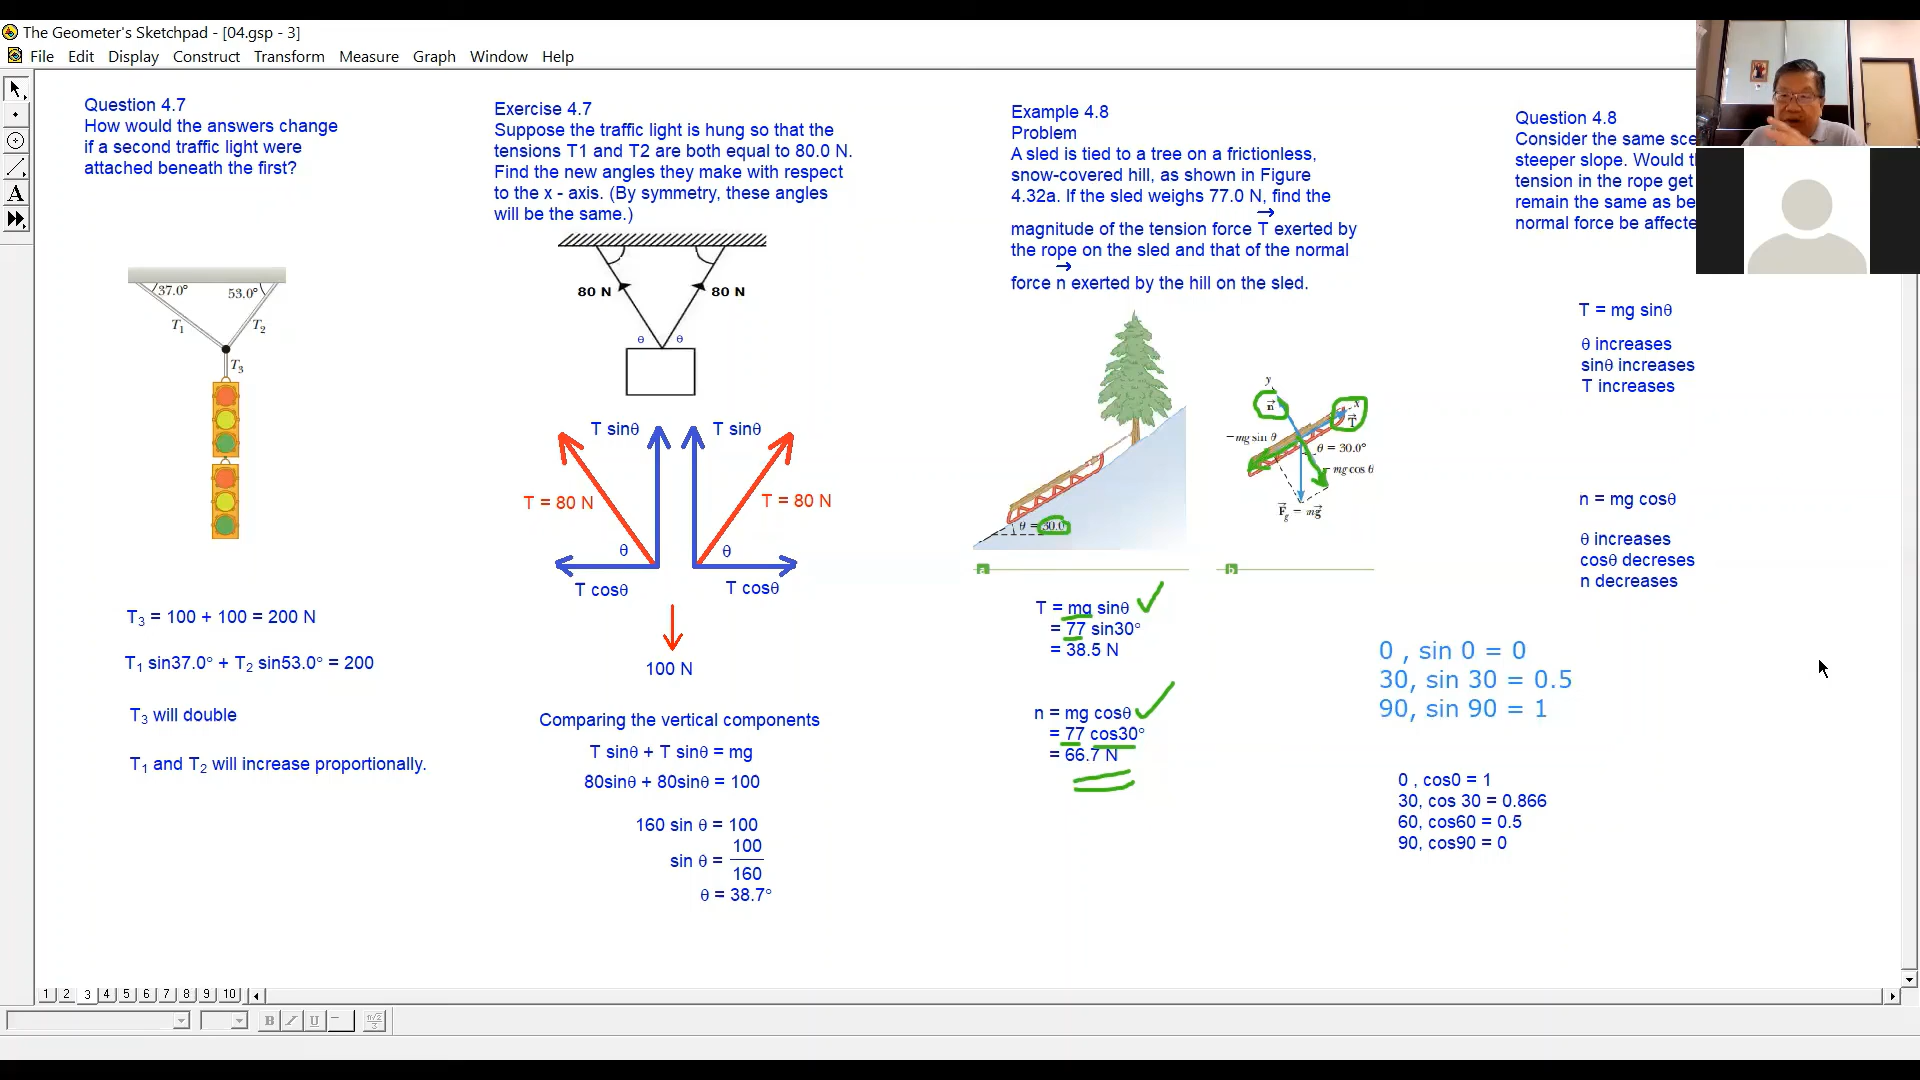 The Geometer's Sketchpad - [04.gsp - 3]
File Edit Display Construct Transform Measure Graph Window Help
Question 4.7
How would the answers change
if a second traffic light were
attached beneath the first?
37.0° 53.0°
T1 T2
T3
T3 = 100 + 100 = 200 N
T1 sin37.0° + T2 sin53.0° = 200
T3 will double
T1 and T2 will increase proportionally.
Exercise 4.7
Suppose the traffic light is hung so that the
tensions T1 and T2 are both equal to 80.0 N.
Find the new angles they make with respect
to the x - axis. (By symmetry, these angles
will be the same.)
80 N 80 N
θ θ
T sinθ T sinθ
T = 80 N T = 80 N
θ θ
T cosθ T cosθ
100 N
Comparing the vertical components
T sinθ + T sinθ = mg
80sinθ + 80sinθ = 100
160 sin θ = 100
sin θ = 100
160
θ = 38.7°
Example 4.8
Problem
A sled is tied to a tree on a frictionless,
snow-covered hill, as shown in Figure
4.32a. If the sled weighs 77.0 N, find the
magnitude of the tension force T exerted by
the rope on the sled and that of the normal
force n exerted by the hill on the sled.
θ = 30.0
a
y
n
x
T
−mg sin θ
θ = 30.0°
mg cos θ
Fg = mg
b
T = mg sinθ
= 77 sin30°
= 38.5 N
n = mg cosθ
= 77 cos30°
= 66.7 N
Question 4.8
Consider the same sce
steeper slope. Would t
tension in the rope get
remain the same as be
normal force be affecte
T = mg sinθ
θ increases
sinθ increases
T increases
n = mg cosθ
θ increases
cosθ decreses
n decreases
0 , sin 0 = 0
30, sin 30 = 0.5
90, sin 90 = 1
0 , cos0 = 1
30, cos 30 = 0.866
60, cos60 = 0.5
90, cos90 = 0
A
1 2 3 4 5 6 7 8 9 10
B I U